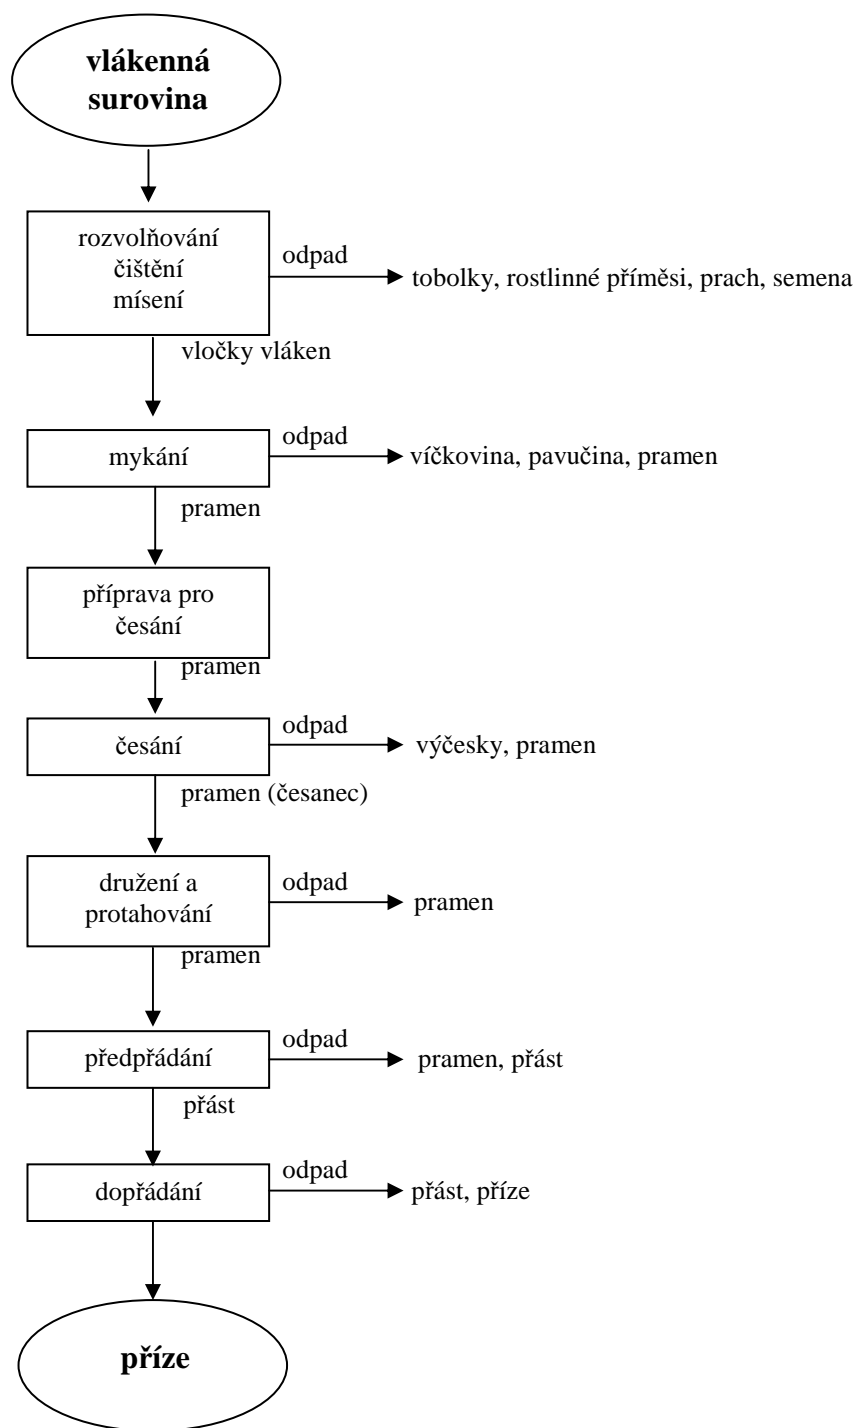 vlákenná
surovina
rozvolňování
čištění
mísení
odpad
tobolky, rostlinné příměsi, prach, semena
vločky vláken
mykání
odpad
víčkovina, pavučina, pramen
pramen
příprava pro
česání
pramen
česání
odpad
výčesky, pramen
pramen (česanec)
družení a
protahování
odpad
pramen
pramen
předpřádání
odpad
pramen, přást
přást
dopřádání
odpad
přást, příze
příze